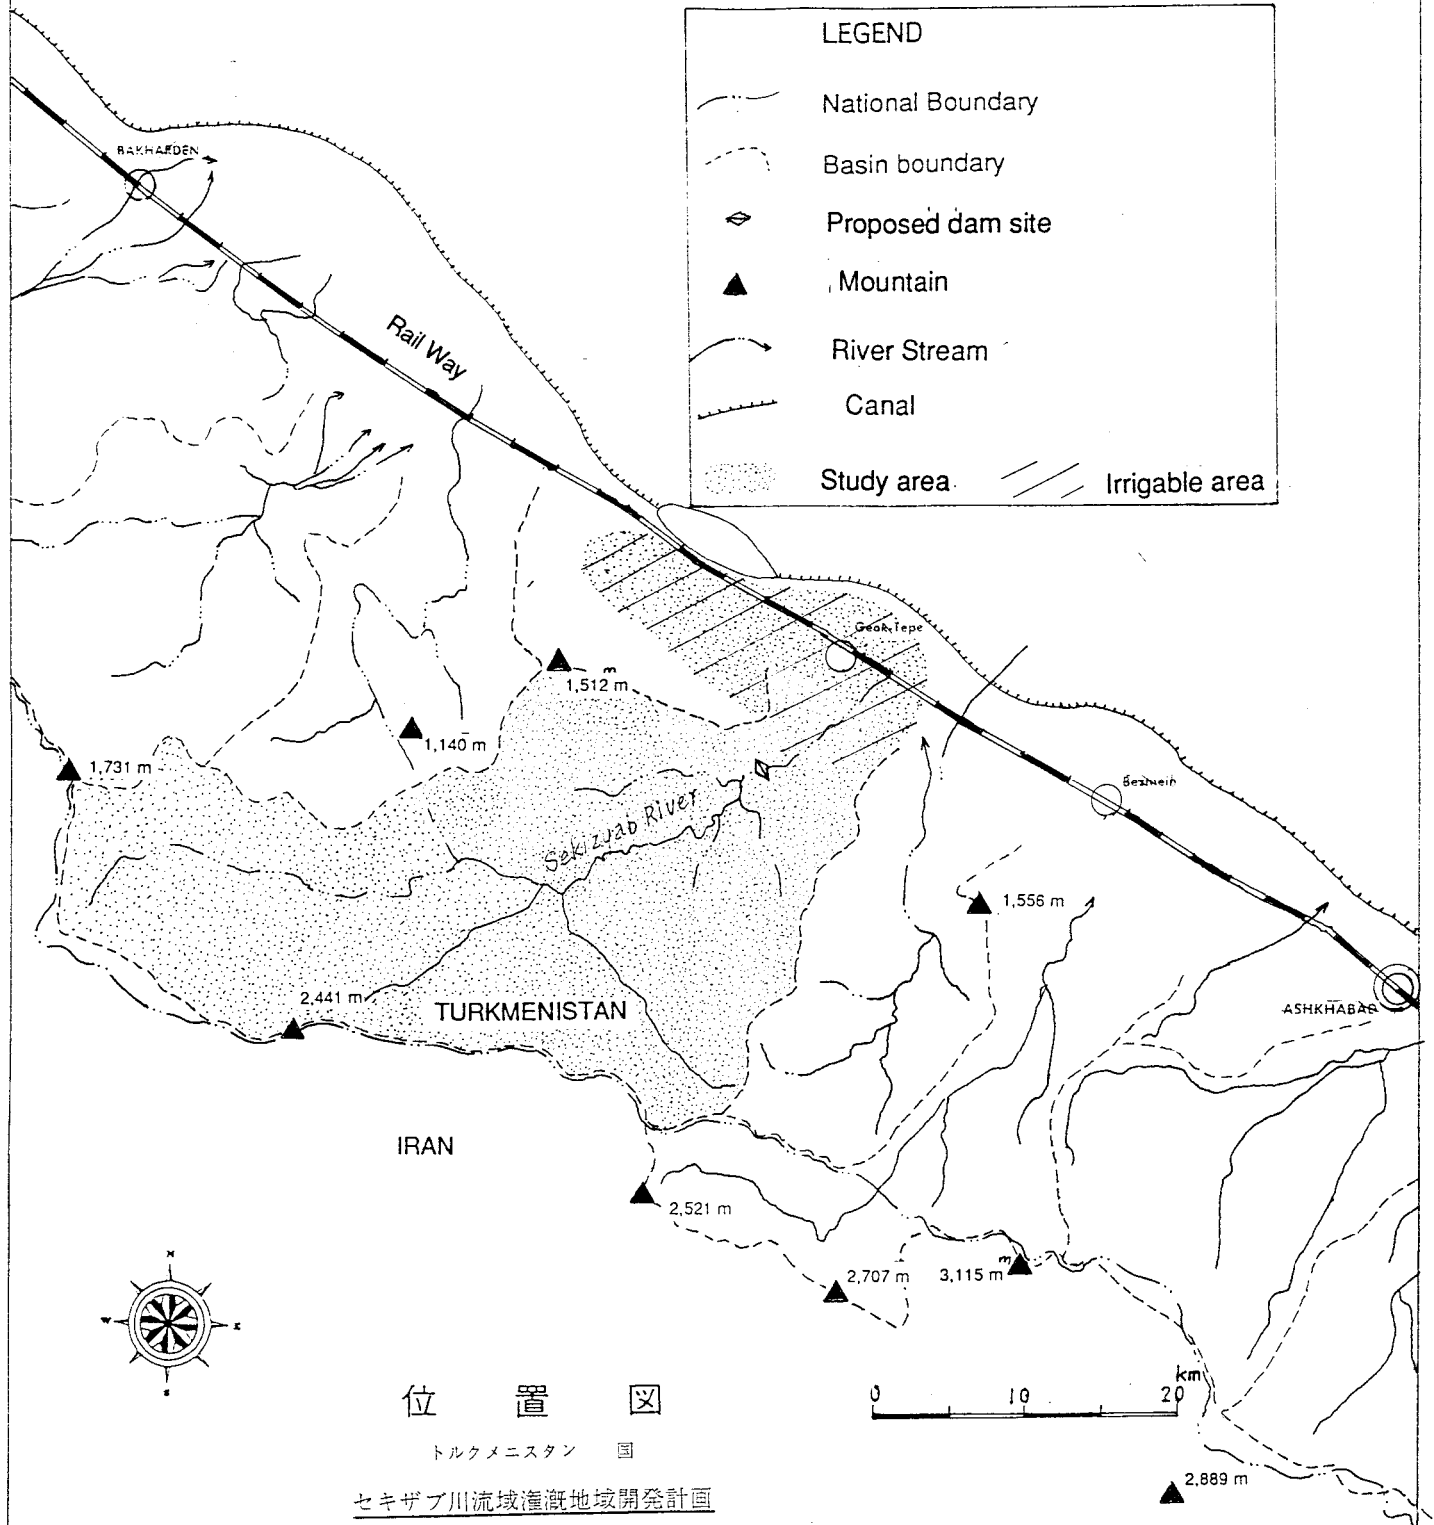 LEGEND
National Boundary
Basin boundary
Proposed dam site
Mountain
River Stream
Canal
Study area
Irrigable area
BAKHARDEN
Rail Way
Geok-Tepe
m
1,512 m
1,140 m
1,731 m
Bezmein
Sekizyab River
1,556 m
2,441 m
TURKMENISTAN
ASHKHABAD
IRAN
2,521 m
2,707 m
m
3,115 m
N
W
E
S
km
0 10 20
位置図
トルクメニスタン 国
セキザブ川流域灌漑地域開発計画
2,889 m